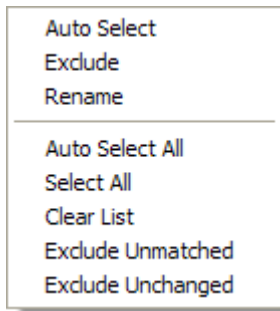 Auto Select
Exclude
Rename
Auto Select All
Select All
Clear List
Exclude Unmatched
Exclude Unchanged